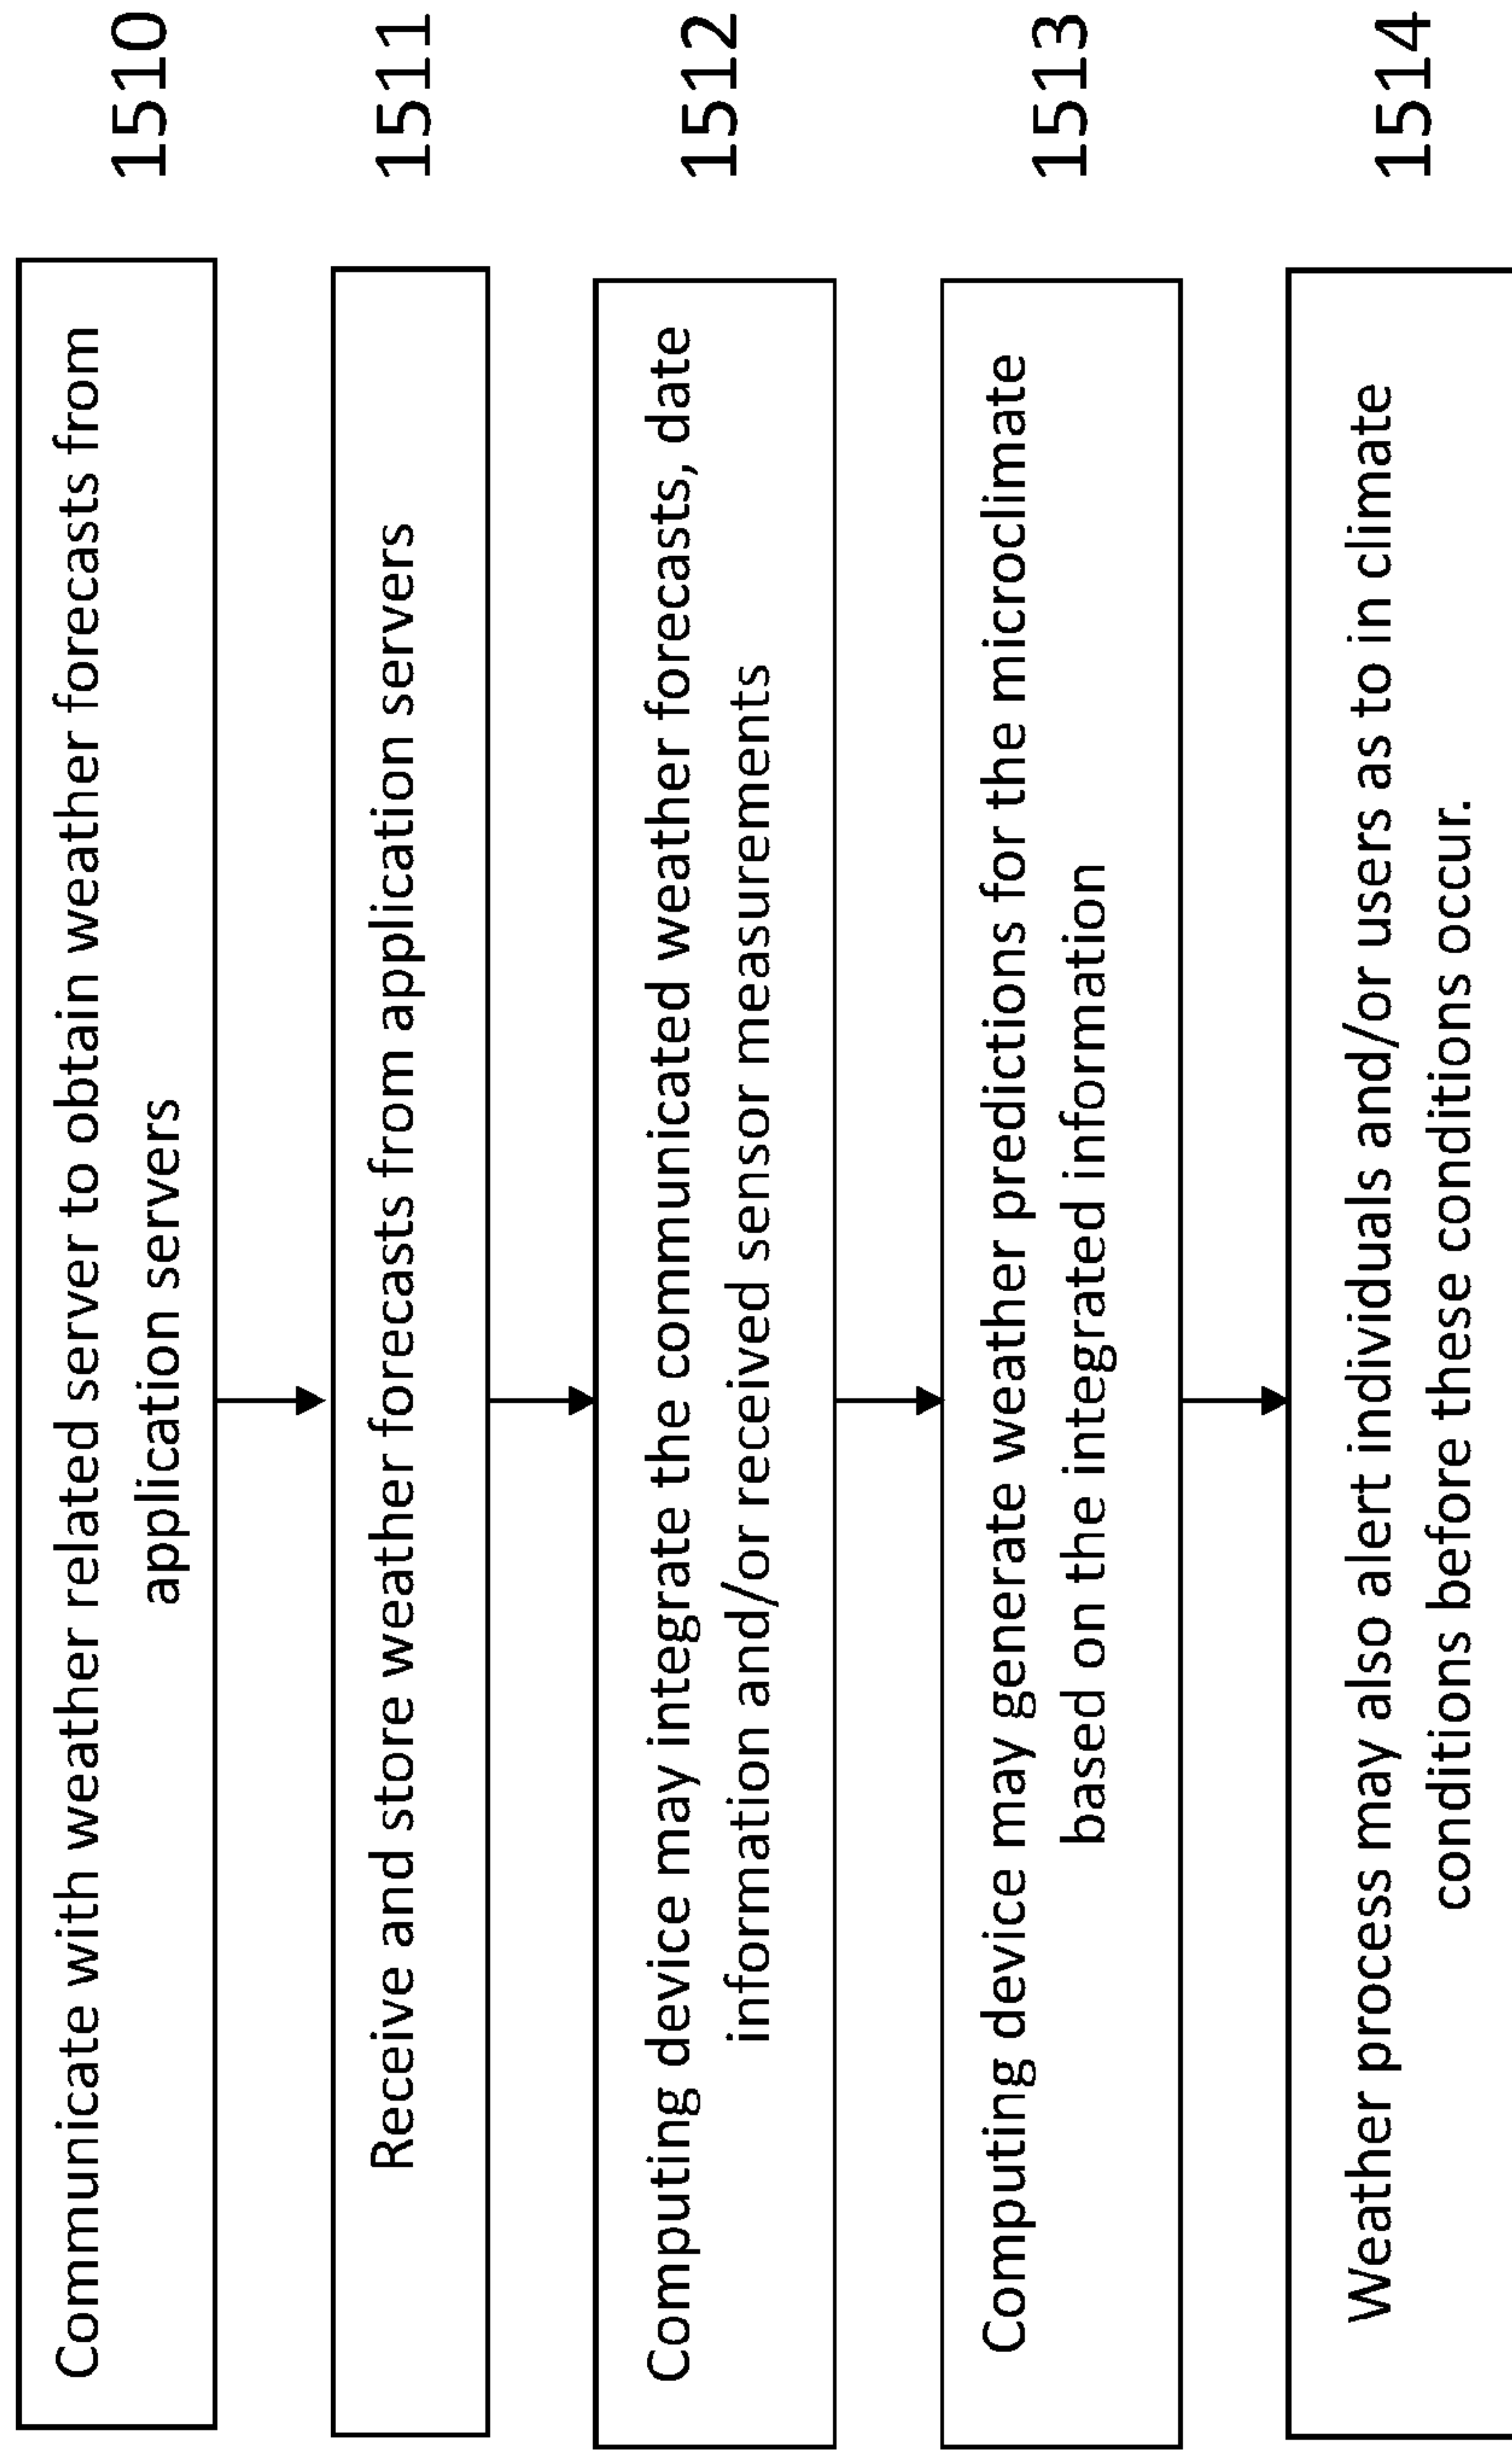 Communicate with weather related server to obtain weather forecasts from
application servers
1510
Receive and store weather forecasts from application servers
1511
Computing device may integrate the communicated weather forecasts, date
information and/or received sensor measurements
1512
Computing device may generate weather predictions for the microclimate
based on the integrated information
1513
Weather process may also alert individuals and/or users as to in climate
conditions before these conditions occur.
1514